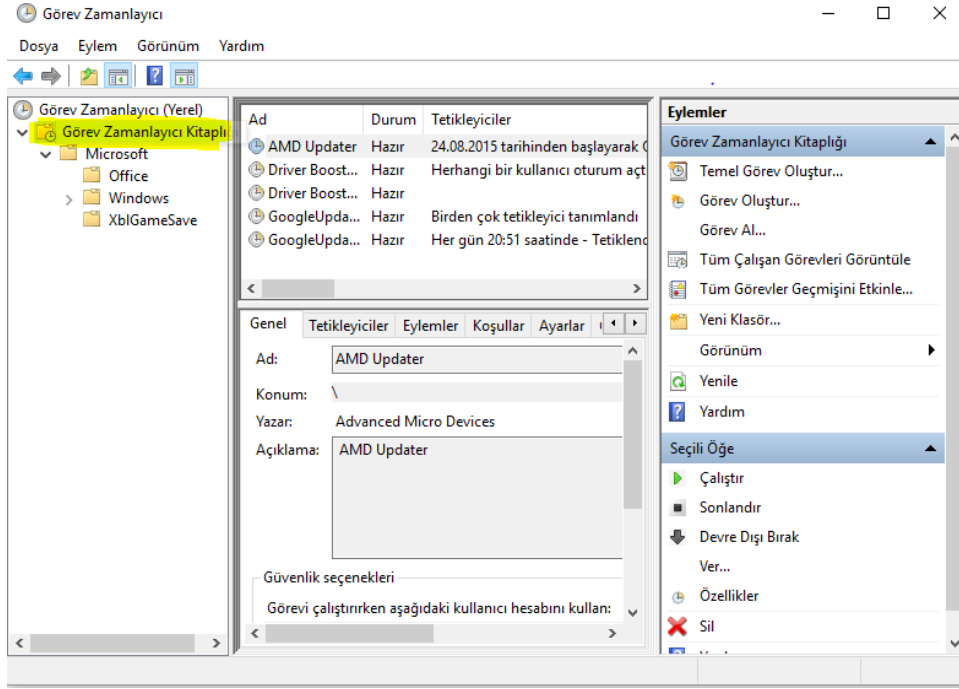 Görev Zamanlayıcı
Dosya Eylem Görünüm Yardım
Görev Zamanlayıcı (Yerel)
Görev Zamanlayıcı Kitaplı
Microsoft
Office
Windows
XblGameSave
Ad Durum Tetikleyiciler
AMD Updater Hazır 24.08.2015 tarihinden başlayarak
Driver Boost... Hazır Herhangi bir kullanıcı oturum açt
Driver Boost... Hazır
GoogleUpda... Hazır Birden çok tetikleyici tanımlandı
GoogleUpda... Hazır Her gün 20:51 saatinde - Tetiklend
Genel Tetikleyiciler Eylemler Koşullar Ayarlar
Ad: AMD Updater
Konum: \
Yazar: Advanced Micro Devices
Açıklama: AMD Updater
Güvenlik seçenekleri
Görevi çalıştırırken aşağıdaki kullanıcı hesabını kullan:
Eylemler
Görev Zamanlayıcı Kitaplığı
Temel Görev Oluştur...
Görev Oluştur...
Görev Al...
Tüm Çalışan Görevleri Görüntüle
Tüm Görevler Geçmişini Etkinle...
Yeni Klasör...
Görünüm
Yenile
Yardım
Seçili Öğe
Çalıştır
Sonlandır
Devre Dışı Bırak
Ver...
Özellikler
Sil